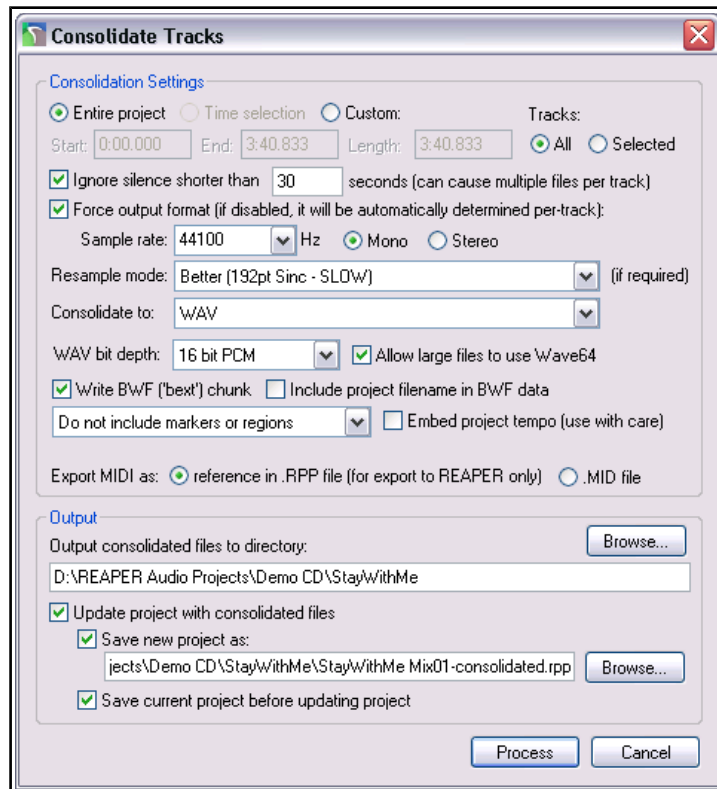 Consolidate Tracks
Consolidation Settings
Entire project Time selection Custom: Tracks:
Start: 0:00.000 End: 3:40.833 Length: 3:40.833 All Selected
Ignore silence shorter than 30 seconds (can cause multiple files per track)
Force output format (if disabled, it will be automatically determined per-track):
Sample rate: 44100 Hz Mono Stereo
Resample mode: Better (192pt Sinc - SLOW) (if required)
Consolidate to: WAV
WAV bit depth: 16 bit PCM Allow large files to use Wave64
Write BWF ('bext') chunk Include project filename in BWF data
Do not include markers or regions Embed project tempo (use with care)
Export MIDI as: reference in .RPP file (for export to REAPER only) .MID file
Output
Output consolidated files to directory: Browse...
D:\REAPER Audio Projects\Demo CD\StayWithMe
Update project with consolidated files
Save new project as:
jects\Demo CD\StayWithMe\StayWithMe Mix01-consolidated.rpp Browse...
Save current project before updating project
Process Cancel